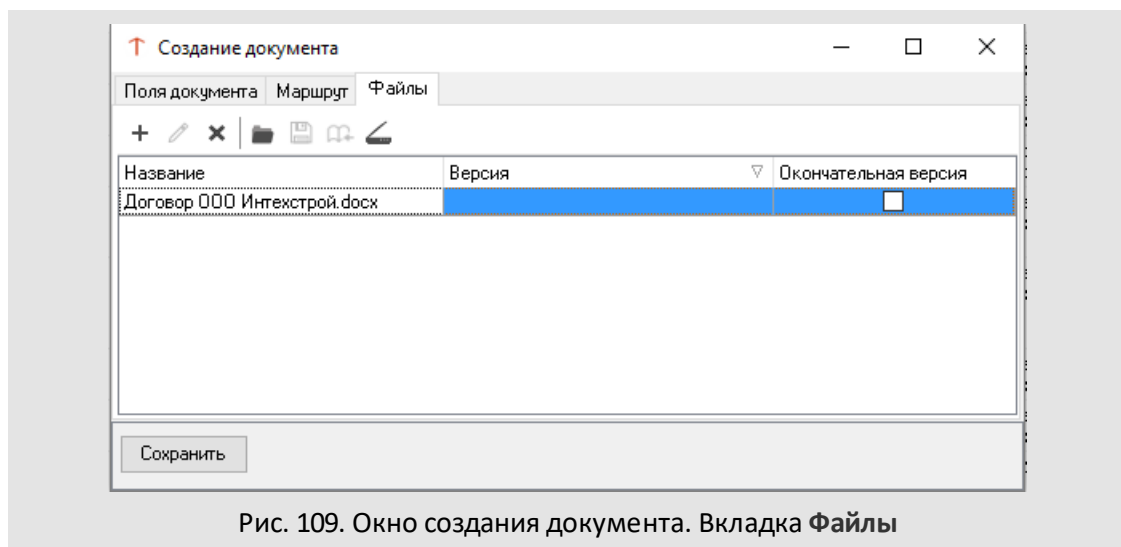 Создание документа
Поля документа Маршрут Файлы
Название Версия Окончательная версия
Договор ООО Интехстрой.docx
Сохранить
Рис. 109. Окно создания документа. Вкладка Файлы